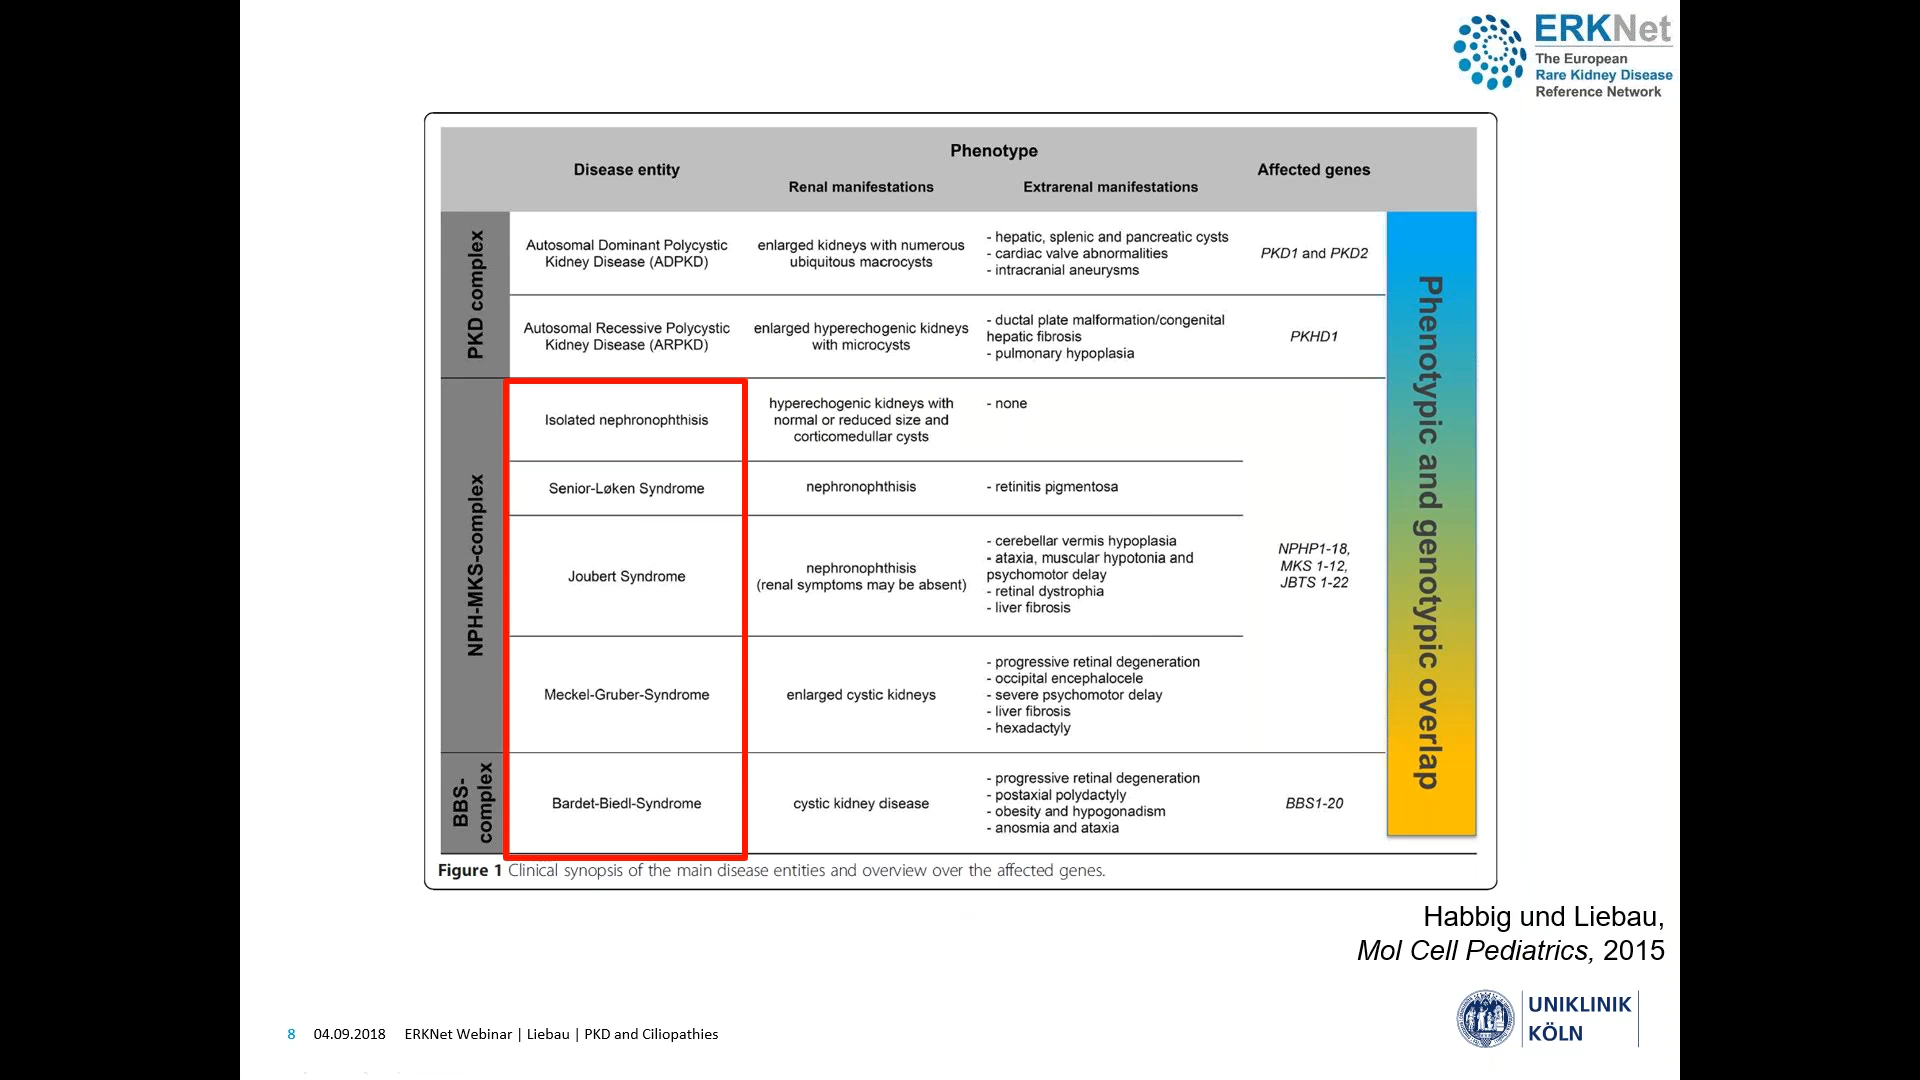 ERKNet
The European
Rare Kidney Disease
Reference Network
Disease entity
Phenotype
Renal manifestations
Extrarenal manifestations
Affected genes
PKD complex
Autosomal Dominant Polycystic
Kidney Disease (ADPKD)
enlarged kidneys with numerous
ubiquitous macrocysts
- hepatic, splenic and pancreatic cysts
- cardiac valve abnormalities
- intracranial aneurysms
PKD1 and PKD2
Autosomal Recessive Polycystic
Kidney Disease (ARPKD)
enlarged hyperechogenic kidneys
with microcysts
- ductal plate malformation/congenital
hepatic fibrosis
- pulmonary hypoplasia
PKHD1
NPH-MKS-complex
Isolated nephronophthisis
hyperechogenic kidneys with
normal or reduced size and
corticomedullar cysts
- none
Senior-Løken Syndrome
nephronophthisis
- retinitis pigmentosa
Joubert Syndrome
nephronophthisis
(renal symptoms may be absent)
- cerebellar vermis hypoplasia
- ataxia, muscular hypotonia and
psychomotor delay
- retinal dystrophia
- liver fibrosis
NPHP1-18,
MKS 1-12,
JBTS 1-22
Meckel-Gruber-Syndrome
enlarged cystic kidneys
- progressive retinal degeneration
- occipital encephalocele
- severe psychomotor delay
- liver fibrosis
- hexadactyly
BBS-
complex
Bardet-Biedl-Syndrome
cystic kidney disease
- progressive retinal degeneration
- postaxial polydactyly
- obesity and hypogonadism
- anosmia and ataxia
BBS1-20
Phenotypic and genotypic overlap
Figure 1 Clinical synopsis of the main disease entities and overview over the affected genes.
Habbig und Liebau,
Mol Cell Pediatrics, 2015
8 04.09.2018 ERKNet Webinar | Liebau | PKD and Ciliopathies
UNIKLINIK
KÖLN